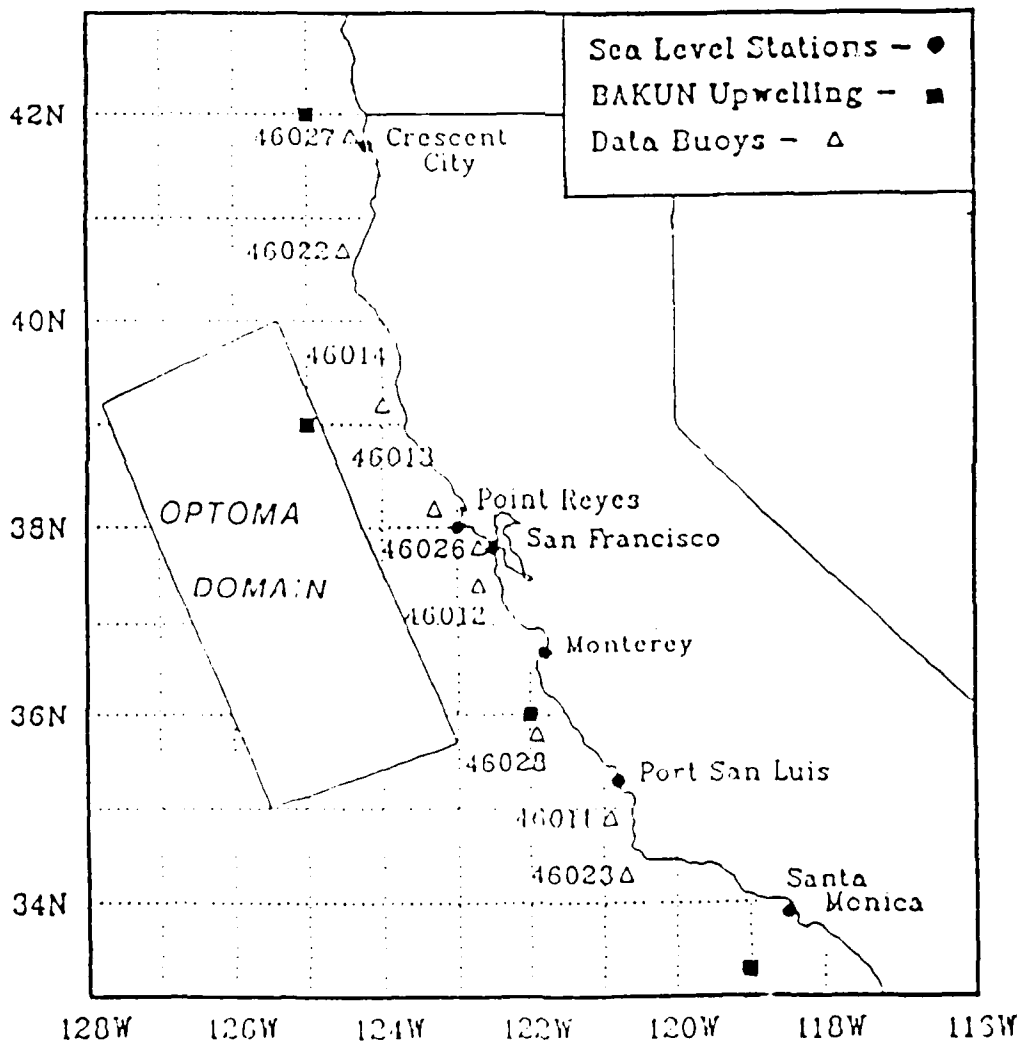 Sea Level Stations -
BAKUN Upwelling -
Data Buoys -
42N
46027
Crescent
City
46022
40N
46014
46013
OPTOMA
DOMAIN
Point Reyes
38N
46026
San Francisco
46012
Monterey
36N
46028
Port San Luis
46011
46023
Santa
Monica
34N
128W
126W
124W
122W
120W
118W
116W